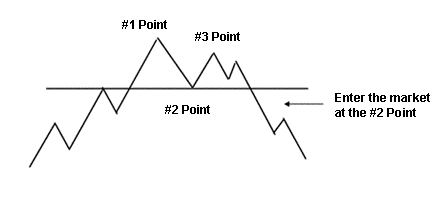 #1 Point
#3 Point
#2 Point
Enter the market
at the #2 Point